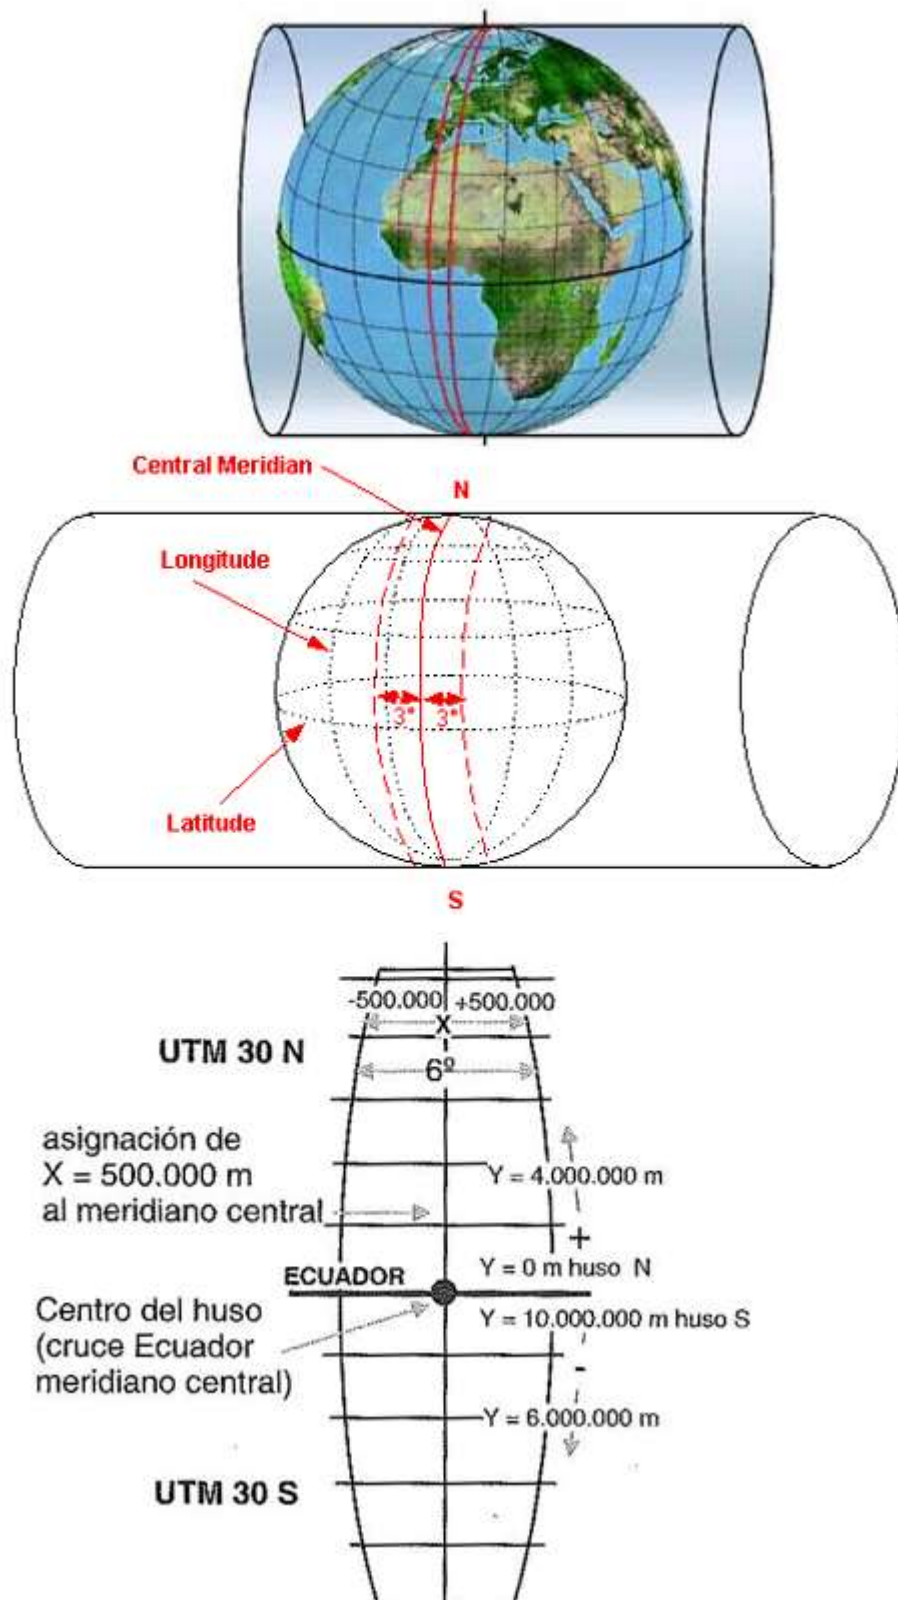 Central Meridian
N
Longitude
3°
3°
Latitude
S
-500.000
+500.000
X
UTM 30 N
6º
asignación de
X = 500.000 m
al meridiano central
Y = 4.000.000 m
+
ECUADOR
Y = 0 m huso N
Centro del huso
(cruce Ecuador
meridiano central)
Y = 10.000.000 m huso S
-
Y = 6.000.000 m
UTM 30 S